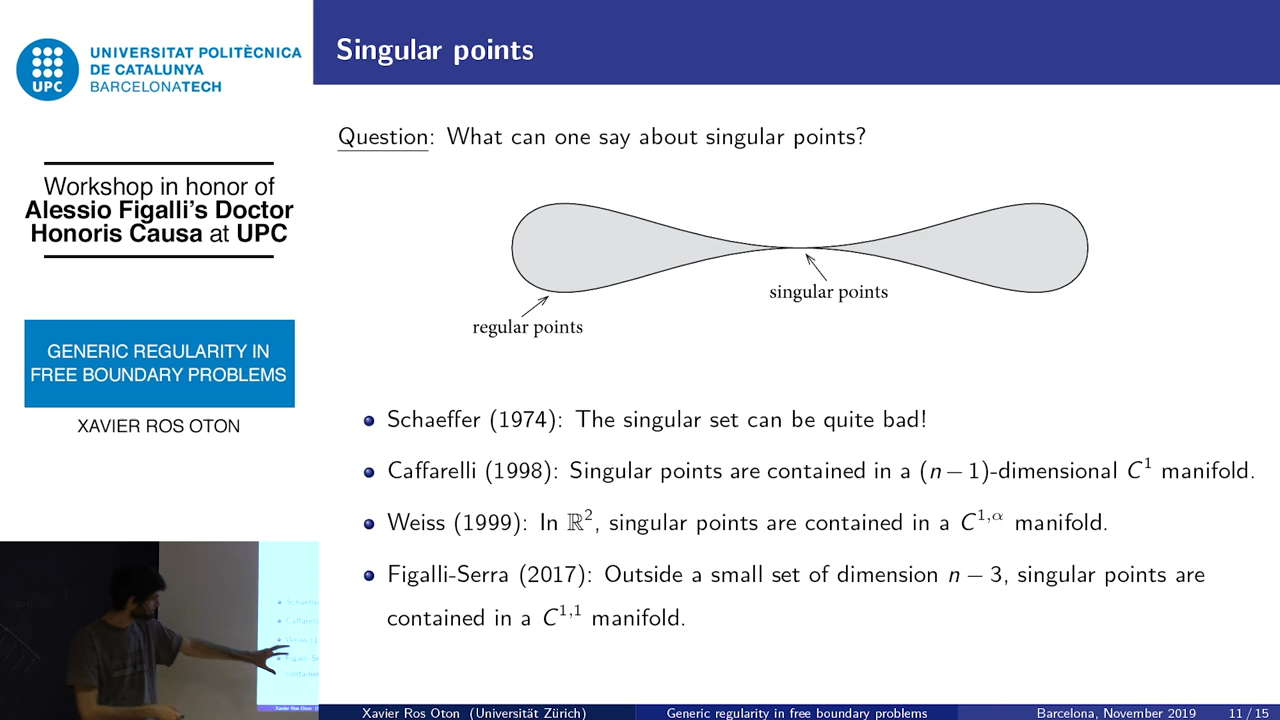 UNIVERSITAT POLITÈCNICA
DE CATALUNYA
BARCELONATECH
UPC
Workshop in honor of
Alessio Figalli's Doctor
Honoris Causa at UPC
GENERIC REGULARITY IN
FREE BOUNDARY PROBLEMS
XAVIER ROS OTON
Singular points
Question: What can one say about singular points?
singular points
regular points
Schaeffer (1974): The singular set can be quite bad!
Caffarelli (1998): Singular points are contained in a (n − 1)-dimensional C¹ manifold.
Weiss (1999): In ℝ², singular points are contained in a C^{1,α} manifold.
Figalli-Serra (2017): Outside a small set of dimension n − 3, singular points are
contained in a C^{1,1} manifold.
Xavier Ros Oton (Universität Zürich)
Generic regularity in free boundary problems
Barcelona, November 2019
11 / 15